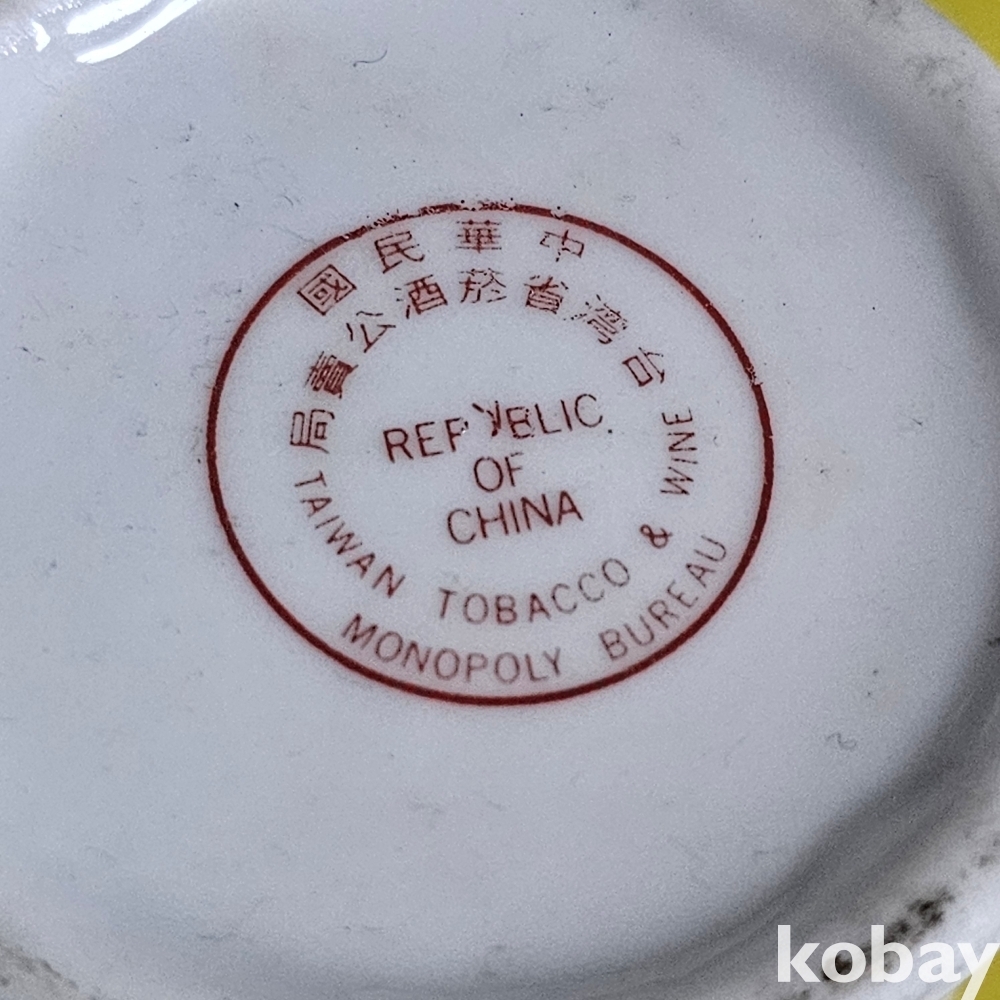 中華民國
台灣省菸酒公賣局
REPUBLIC
OF
CHINA
TAIWAN TOBACCO & WINE
MONOPOLY BUREAU
kobay